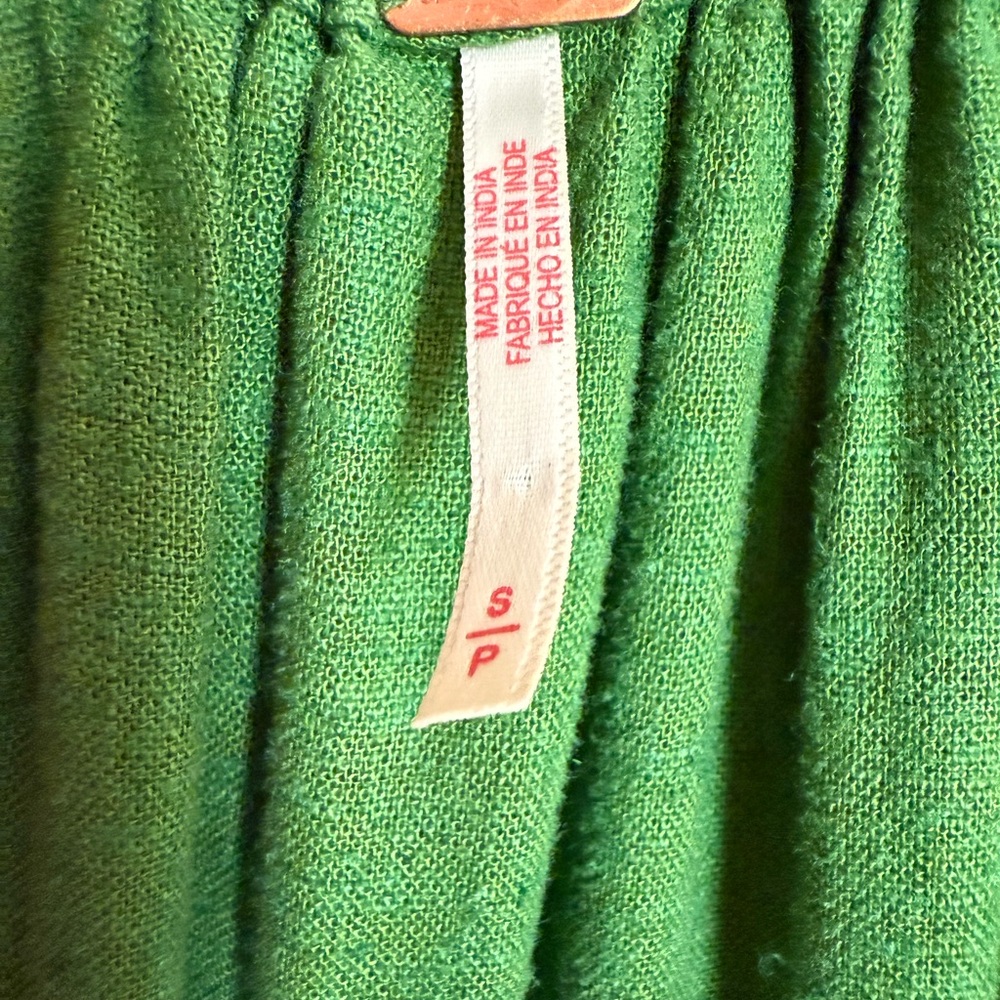 MADE IN INDIA
FABRIQUÉ EN INDE
HECHO EN INDIA
S
P